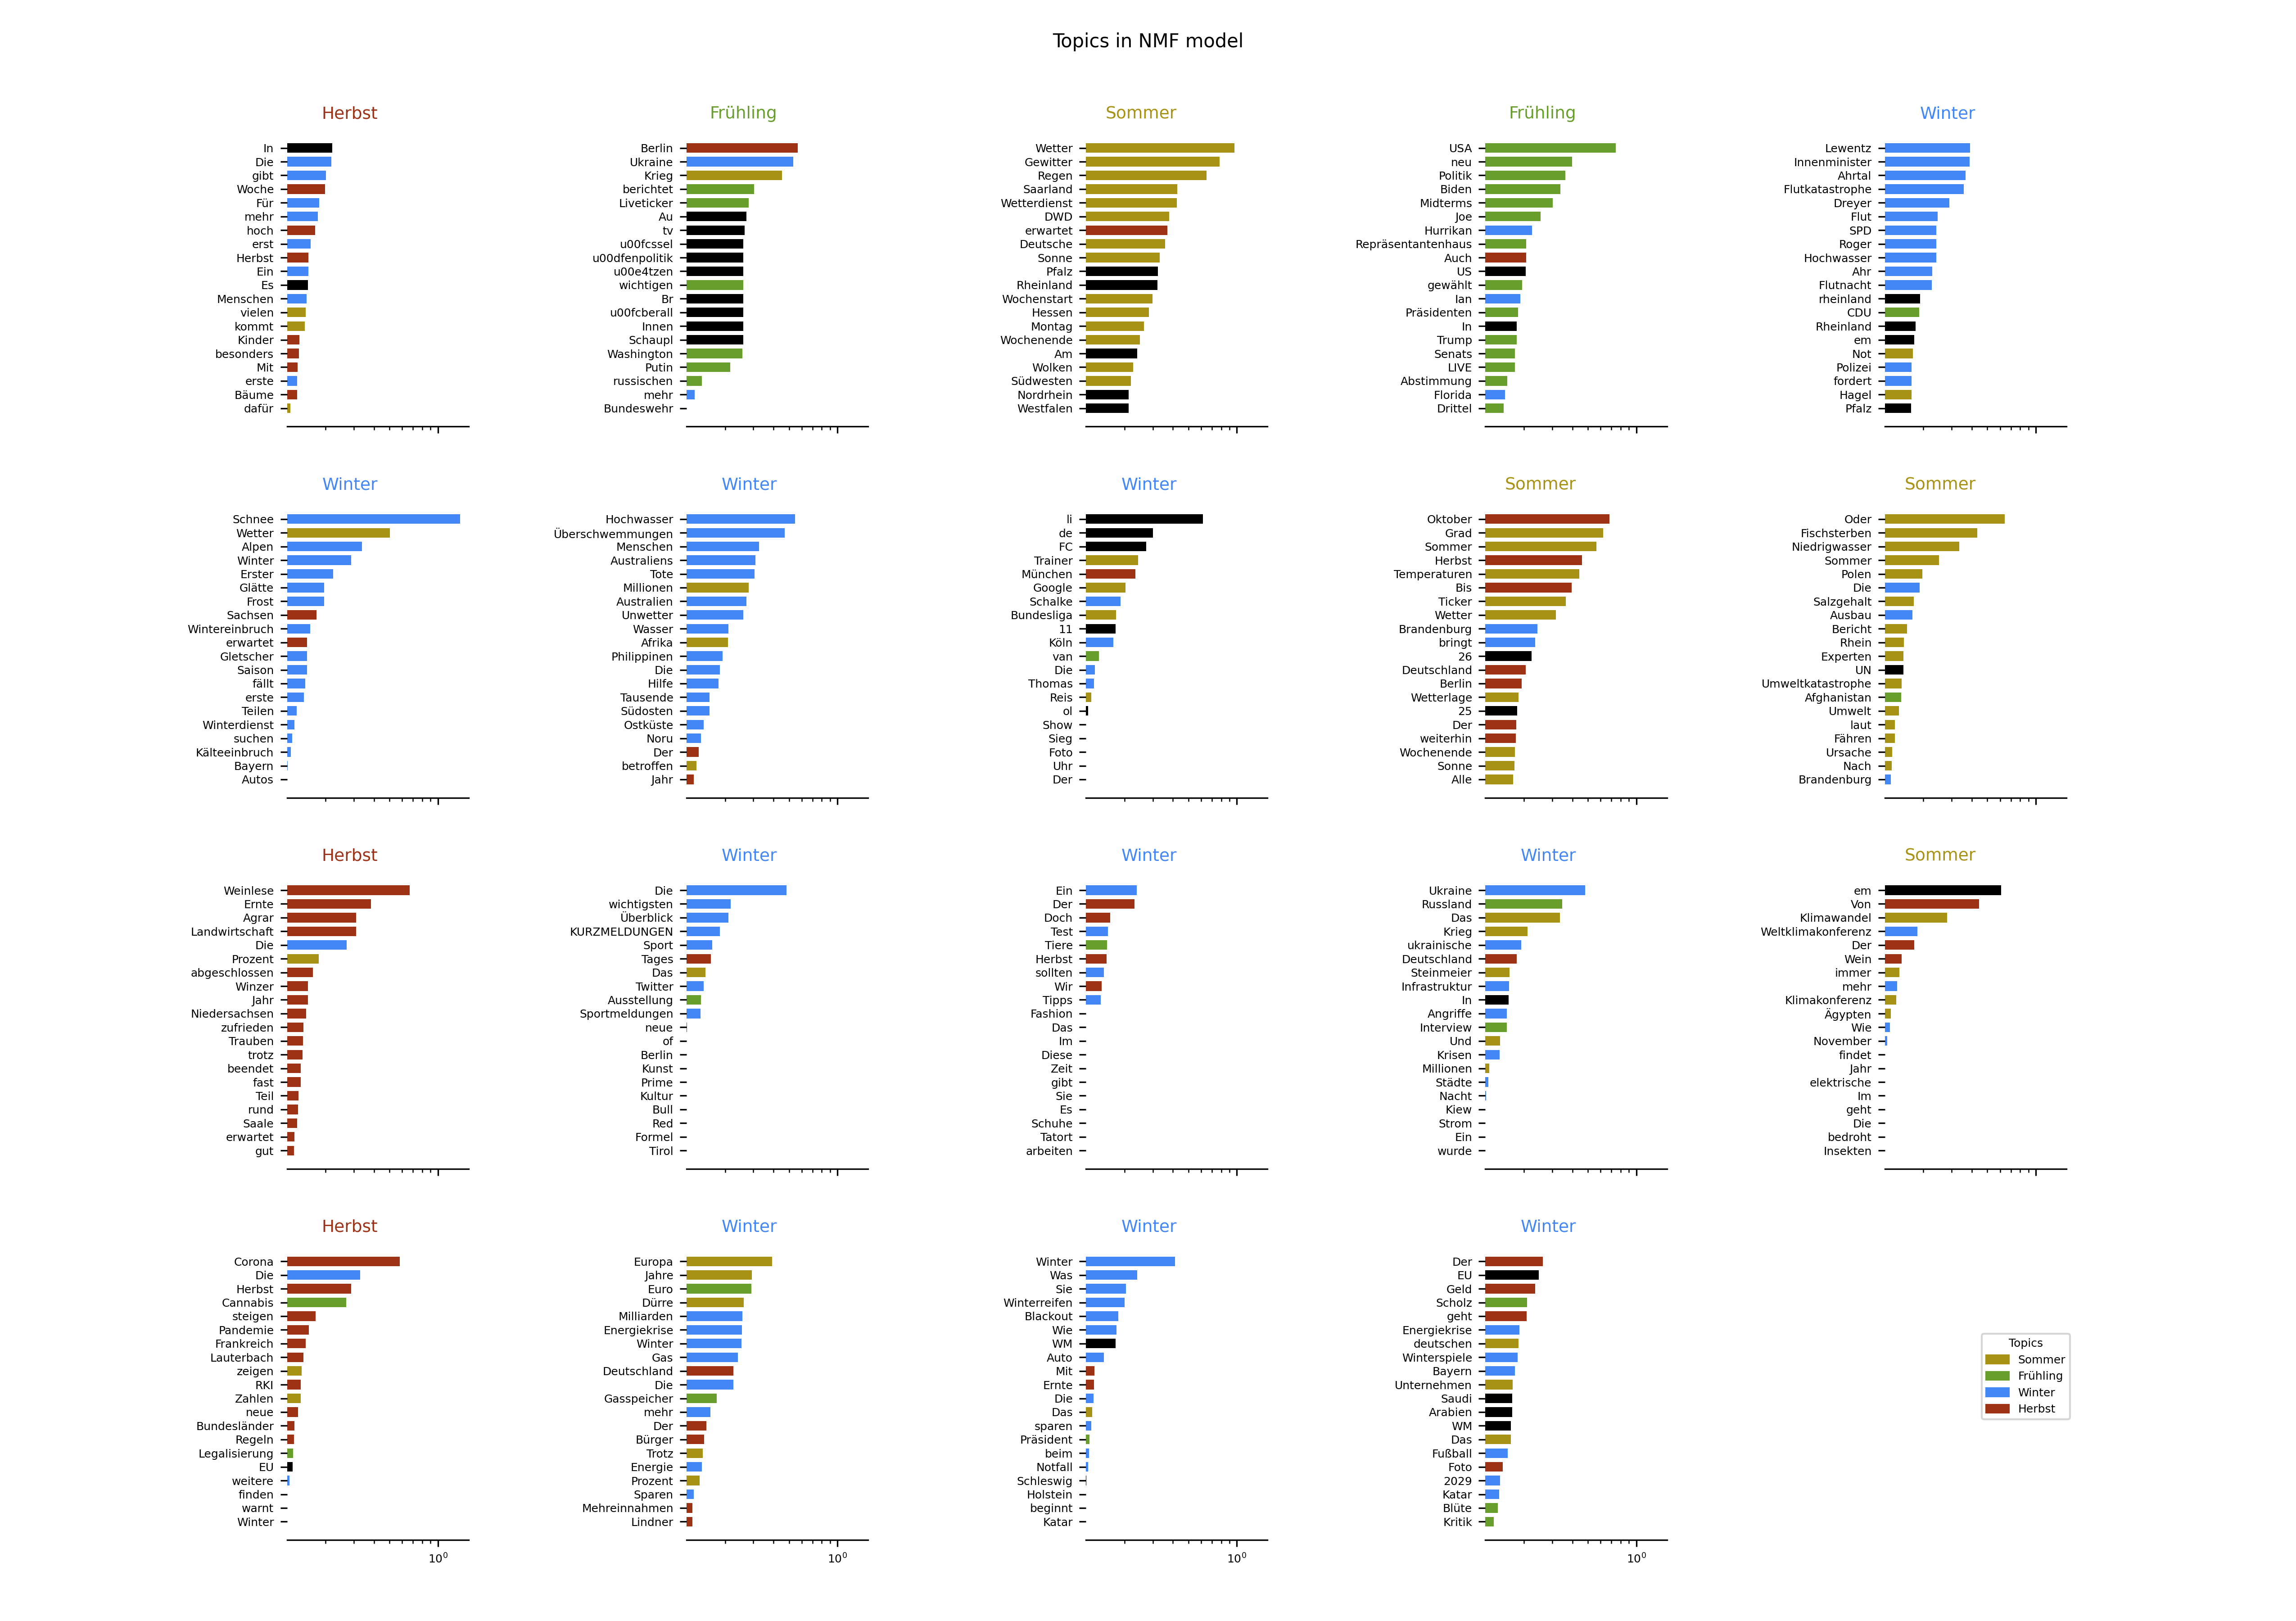 Topics in NMF model
Herbst
In
Die
gibt
Woche
Für
mehr
hoch
erst
Herbst
Ein
Es
Menschen
vielen
kommt
Kinder
besonders
Mit
erste
Bäume
dafür
Frühling
Berlin
Ukraine
Krieg
berichtet
Liveticker
Au
tv
u00fcssel
u00dfenpolitik
u00e4tzen
wichtigen
Br
u00fcberall
Innen
Schaupl
Washington
Putin
russischen
mehr
Bundeswehr
Sommer
Wetter
Gewitter
Regen
Saarland
Wetterdienst
DWD
erwartet
Deutsche
Sonne
Pfalz
Rheinland
Wochenstart
Hessen
Montag
Wochenende
Am
Wolken
Südwesten
Nordrhein
Westfalen
Frühling
USA
neu
Politik
Biden
Midterms
Joe
Hurrikan
Repräsentantenhaus
Auch
US
gewählt
Ian
Präsidenten
In
Trump
Senats
LIVE
Abstimmung
Florida
Drittel
Winter
Lewentz
Innenminister
Ahrtal
Flutkatastrophe
Dreyer
Flut
SPD
Roger
Hochwasser
Ahr
Flutnacht
rheinland
CDU
Rheinland
em
Not
Polizei
fordert
Hagel
Pfalz
Winter
Schnee
Wetter
Alpen
Winter
Erster
Glätte
Frost
Sachsen
Wintereinbruch
erwartet
Gletscher
Saison
fällt
erste
Teilen
Winterdienst
suchen
Kälteeinbruch
Bayern
Autos
Winter
Hochwasser
Überschwemmungen
Menschen
Australiens
Tote
Millionen
Australien
Unwetter
Wasser
Afrika
Philippinen
Die
Hilfe
Tausende
Südosten
Ostküste
Noru
Der
betroffen
Jahr
Winter
li
de
FC
Trainer
München
Google
Schalke
Bundesliga
11
Köln
van
Die
Thomas
Reis
ol
Show
Sieg
Foto
Uhr
Der
Sommer
Oktober
Grad
Sommer
Herbst
Temperaturen
Bis
Ticker
Wetter
Brandenburg
bringt
26
Deutschland
Berlin
Wetterlage
25
Der
weiterhin
Wochenende
Sonne
Alle
Sommer
Oder
Fischsterben
Niedrigwasser
Sommer
Polen
Die
Salzgehalt
Ausbau
Bericht
Rhein
Experten
UN
Umweltkatastrophe
Afghanistan
Umwelt
laut
Fähren
Ursache
Nach
Brandenburg
Herbst
Weinlese
Ernte
Agrar
Landwirtschaft
Die
Prozent
abgeschlossen
Winzer
Jahr
Niedersachsen
zufrieden
Trauben
trotz
beendet
fast
Teil
rund
Saale
erwartet
gut
Winter
Die
wichtigsten
Überblick
KURZMELDUNGEN
Sport
Tages
Das
Twitter
Ausstellung
Sportmeldungen
neue
of
Berlin
Kunst
Prime
Kultur
Bull
Red
Formel
Tirol
Winter
Ein
Der
Doch
Test
Tiere
Herbst
sollten
Wir
Tipps
Fashion
Das
Im
Diese
Zeit
gibt
Sie
Es
Schuhe
Tatort
arbeiten
Winter
Ukraine
Russland
Das
Krieg
ukrainische
Deutschland
Steinmeier
Infrastruktur
In
Angriffe
Interview
Und
Krisen
Millionen
Städte
Nacht
Kiew
Strom
Ein
wurde
Sommer
em
Von
Klimawandel
Weltklimakonferenz
Der
Wein
immer
mehr
Klimakonferenz
Ägypten
Wie
November
findet
Jahr
elektrische
Im
geht
Die
bedroht
Insekten
Herbst
Corona
Die
Herbst
Cannabis
steigen
Pandemie
Frankreich
Lauterbach
zeigen
RKI
Zahlen
neue
Bundesländer
Regeln
Legalisierung
EU
weitere
finden
warnt
Winter
10⁰
Winter
Europa
Jahre
Euro
Dürre
Milliarden
Energiekrise
Winter
Gas
Deutschland
Die
Gasspeicher
mehr
Der
Bürger
Trotz
Energie
Prozent
Sparen
Mehreinnahmen
Lindner
10⁰
Winter
Winter
Was
Sie
Winterreifen
Blackout
Wie
WM
Auto
Mit
Ernte
Die
Das
sparen
Präsident
beim
Notfall
Schleswig
Holstein
beginnt
Katar
10⁰
Winter
Der
EU
Geld
Scholz
geht
Energiekrise
deutschen
Winterspiele
Bayern
Unternehmen
Saudi
Arabien
WM
Das
Fußball
Foto
2029
Katar
Blüte
Kritik
10⁰
Topics
Sommer
Frühling
Winter
Herbst